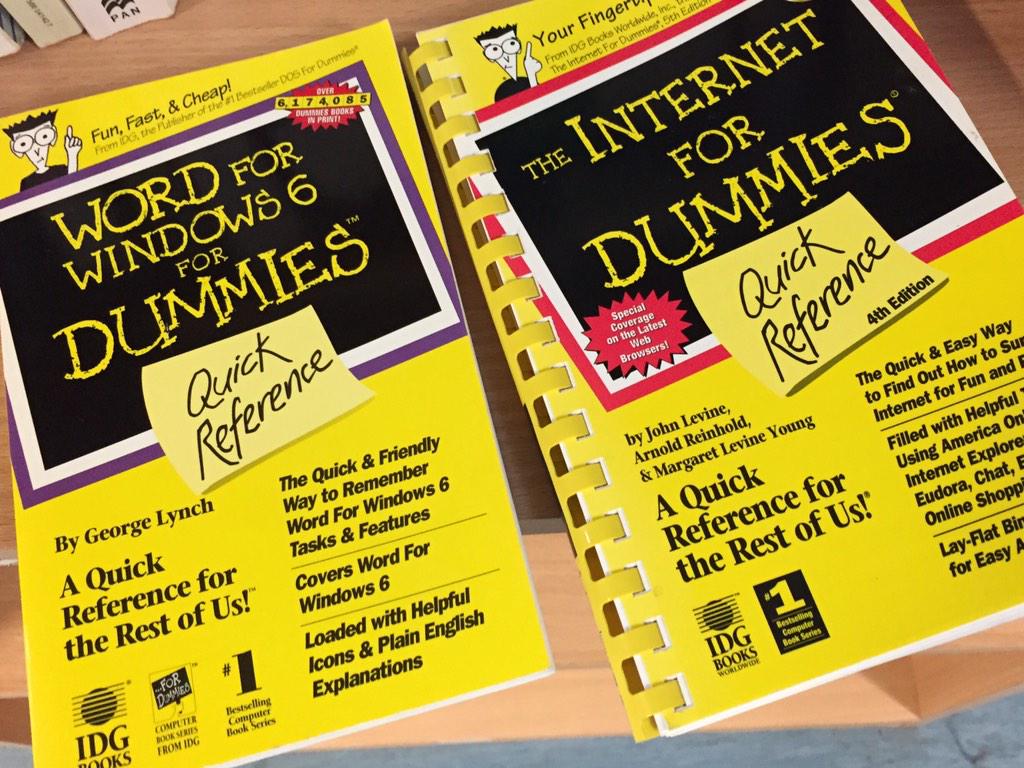 PAN
Fun, Fast, & Cheap!
From IDG, the Publisher of the #1 Bestseller DOS For Dummies®
OVER
6,174,085
DUMMIES BOOKS
IN PRINT!
WORD FOR
WINDOWS 6
FOR
DUMMIES™
Quick
Reference
By George Lynch
A Quick
Reference for
the Rest of Us!™
The Quick & Friendly
Way to Remember
Word For Windows 6
Tasks & Features
Covers Word For
Windows 6
Loaded with Helpful
Icons & Plain English
Explanations
IDG
BOOKS
...FOR
DUMMIES
COMPUTER
BOOK SERIES
FROM IDG
#1
Bestselling
Computer
Book Series
Your
From IDG Books Worldwide, Inc.,
The Internet For Dummies®, 5th Edition
THE INTERNET
FOR
DUMMIES®
Quick
Reference
4th Edition
Special
Coverage
on the Latest
Web
Browsers!
by John Levine,
Arnold Reinhold,
& Margaret Levine Young
A Quick
Reference for
the Rest of Us!®
The Quick & Easy Way
to Find Out How to
Internet for Fun and
Filled with Helpful
Using America
Internet
Eudora, Chat,
Online
Lay-Flat
for Easy
IDG
BOOKS
WORLDWIDE
#1
Bestselling
Computer
Book Series